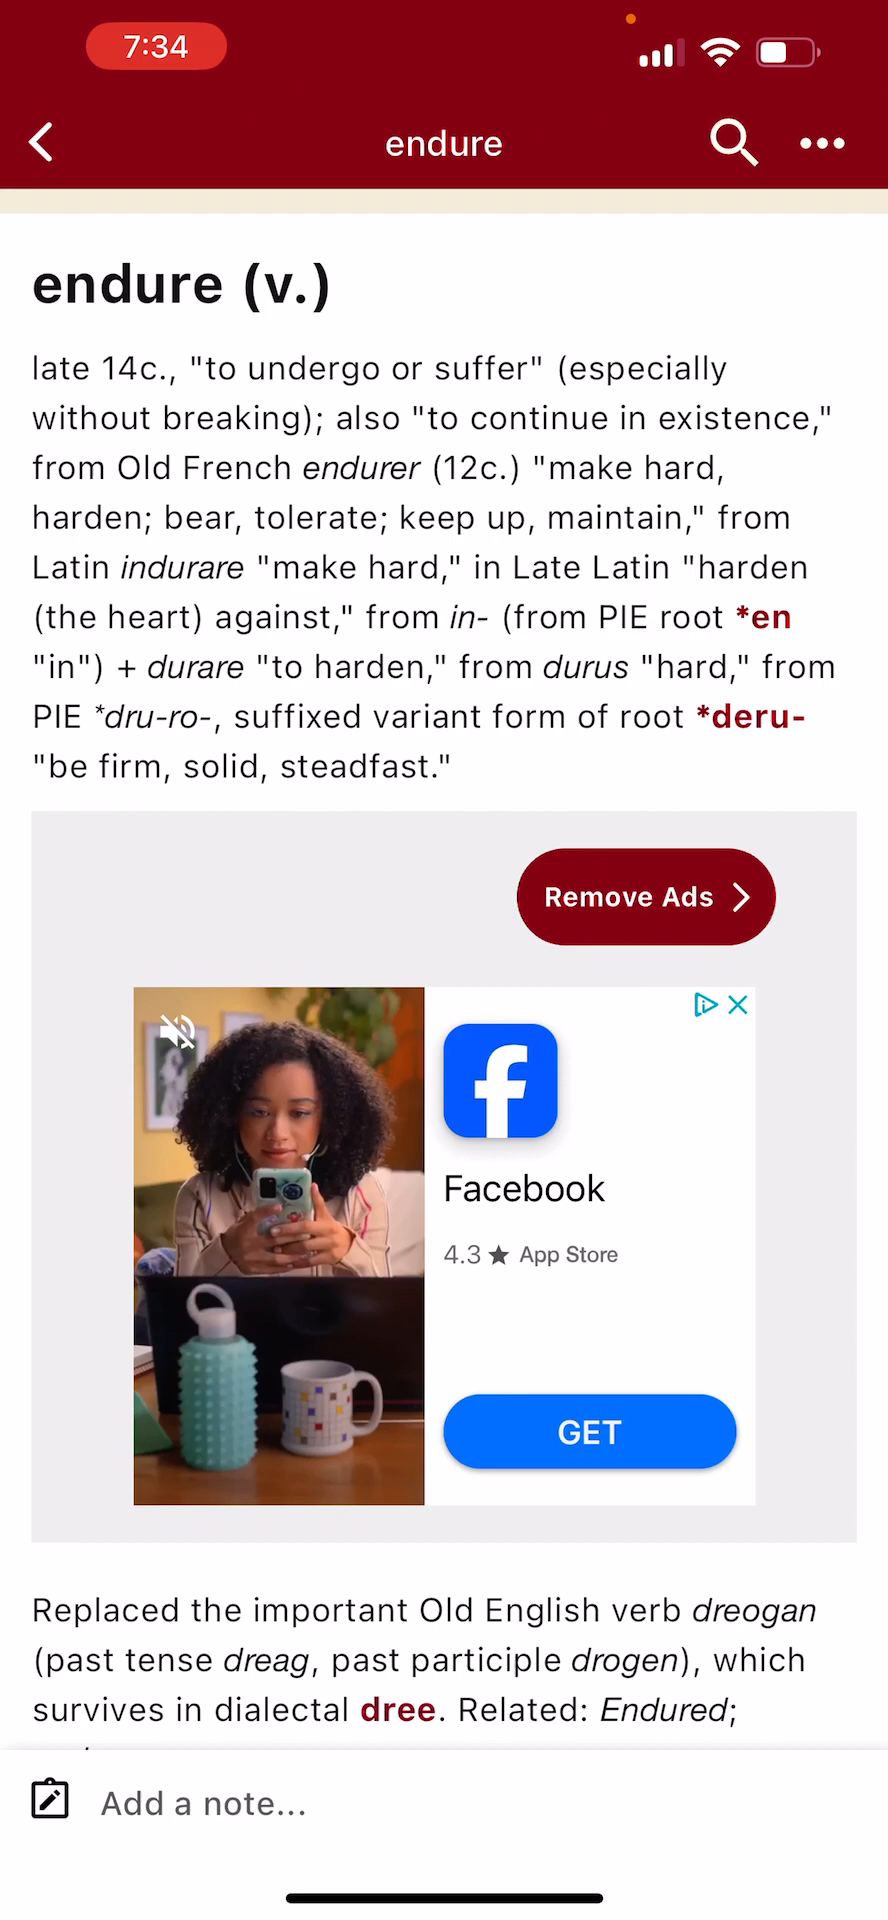 7:34
endure
endure (v.)
late 14c., "to undergo or suffer" (especially
without breaking); also "to continue in existence,"
from Old French endurer (12c.) "make hard,
harden; bear, tolerate; keep up, maintain," from
Latin indurare "make hard," in Late Latin "harden
(the heart) against," from in- (from PIE root *en
"in") + durare "to harden," from durus "hard," from
PIE *dru-ro-, suffixed variant form of root *deru-
"be firm, solid, steadfast."
Remove Ads
Facebook
4.3 ★ App Store
GET
Replaced the important Old English verb dreogan
(past tense dreag, past participle drogen), which
survives in dialectal dree. Related: Endured;
Add a note...